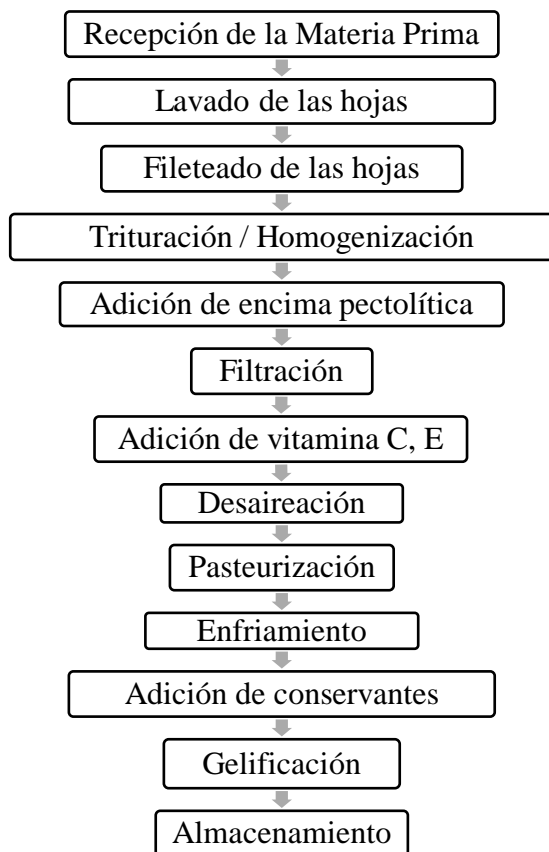 Recepción de la Materia Prima
Lavado de las hojas
Fileteado de las hojas
Trituración / Homogenización
Adición de encima pectolítica
Filtración
Adición de vitamina C, E
Desaireación
Pasteurización
Enfriamiento
Adición de conservantes
Gelificación
Almacenamiento